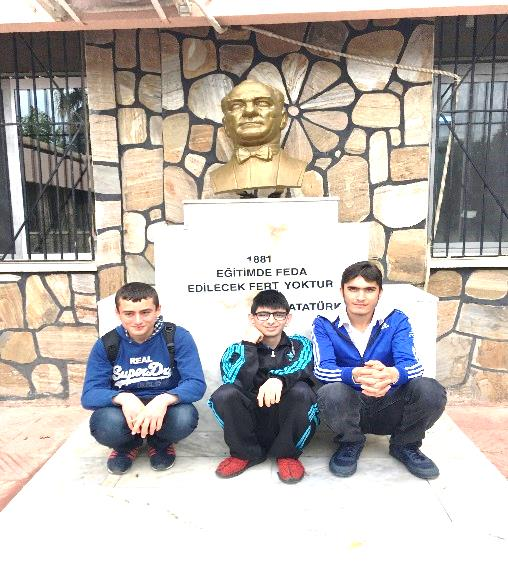 1881
EĞİTİMDE FEDA
EDİLECEK FERT YOKTUR
ATATÜRK
REAL
SuperDry